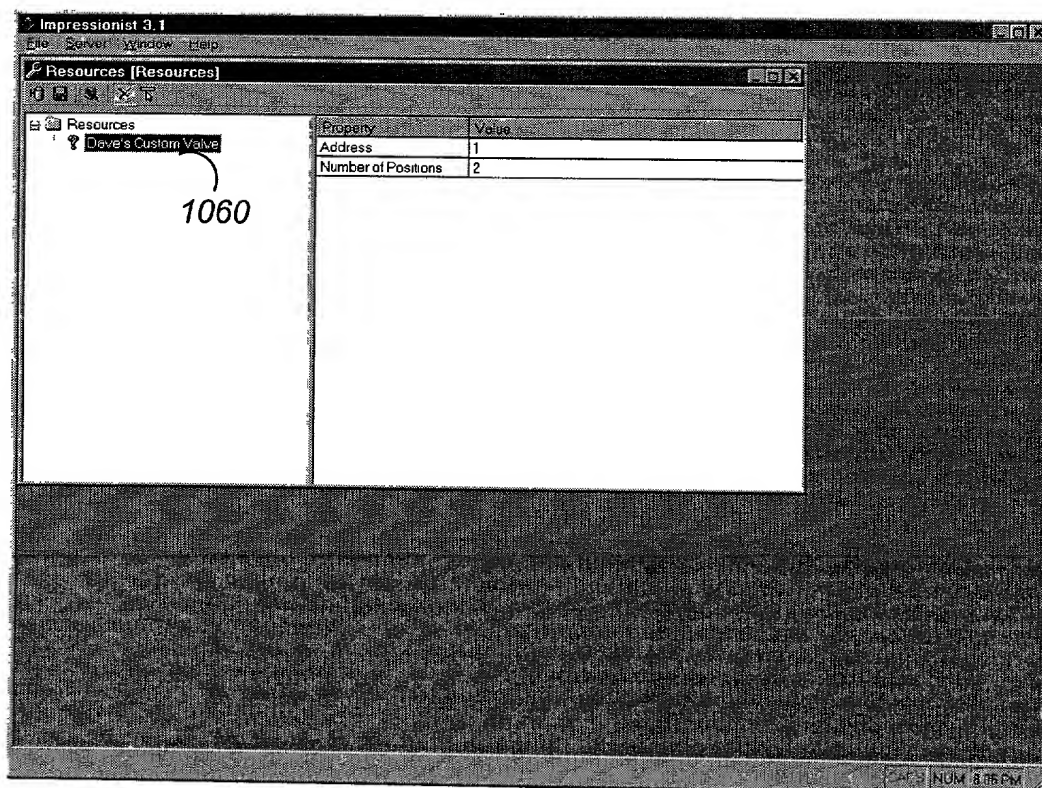 Impressionist 3.1
File Server Window Help
Resources [Resources]
Resources
Dave's Custom Valve
1060
Property Value
Address 1
Number of Positions 2
NUM